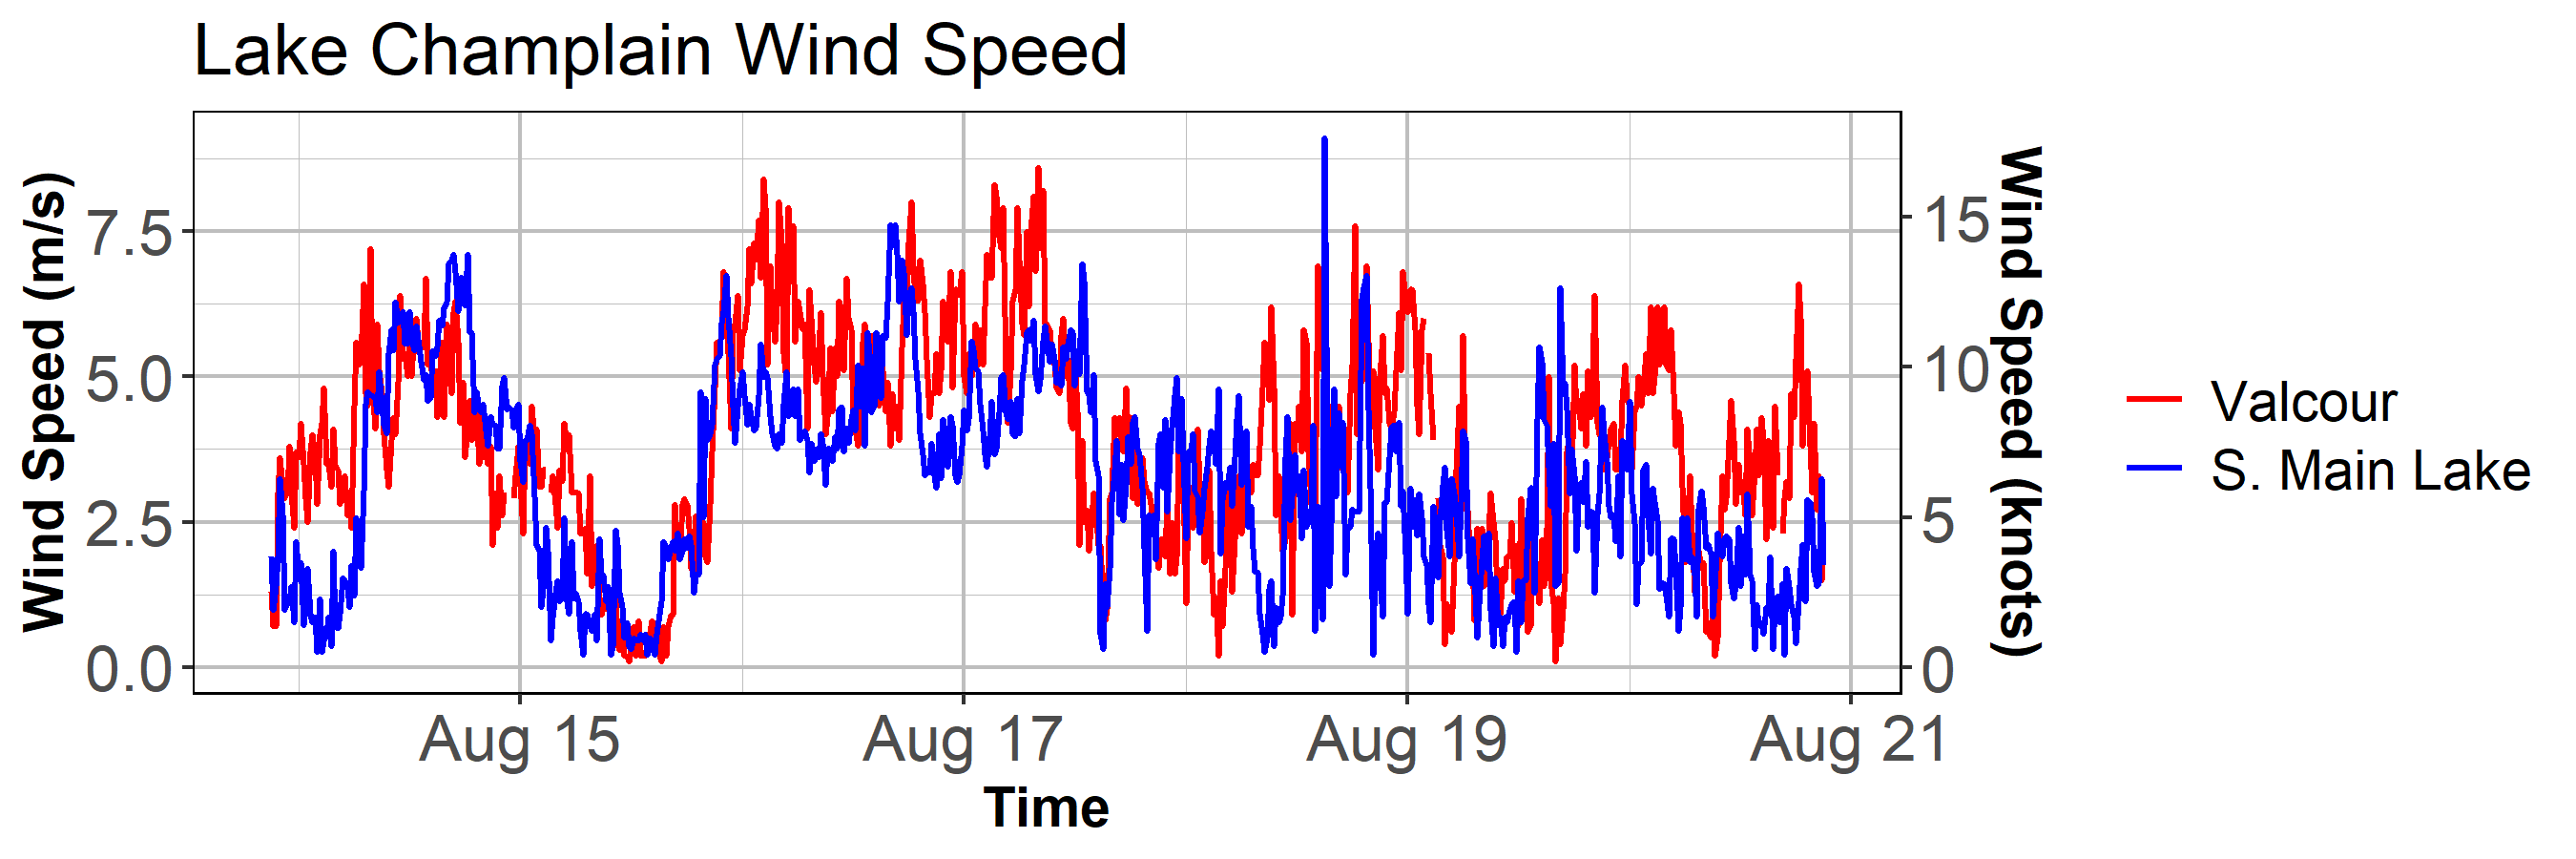 Lake Champlain Wind Speed
Wind Speed (m/s)
7.5
5.0
2.5
0.0
15
10
5
0
Wind Speed (knots)
Aug 15
Aug 17
Aug 19
Aug 21
Time
Valcour
S. Main Lake